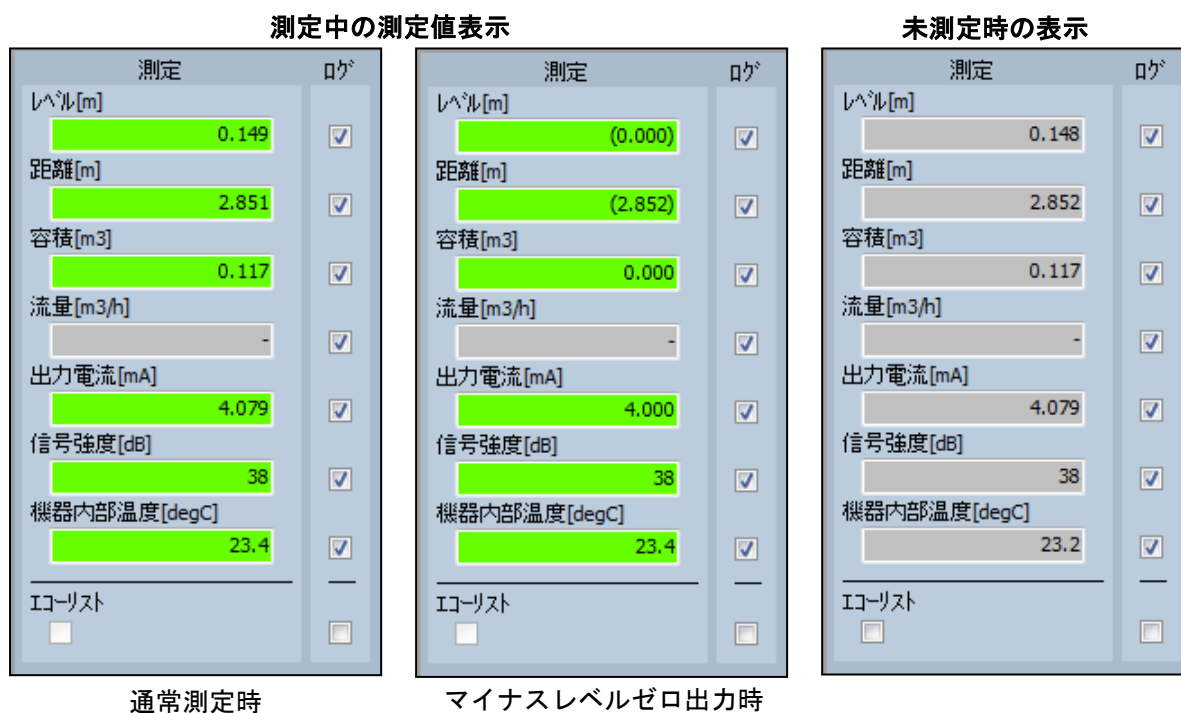 測定中の測定値表示
未測定時の表示
測定 ﾛｸﾞ
ﾚﾍﾞﾙ[m]
0.149
距離[m]
2.851
容積[m3]
0.117
流量[m3/h]
-
出力電流[mA]
4.079
信号強度[dB]
38
機器内部温度[degC]
23.4
ｴｺｰﾘｽﾄ
通常測定時
測定 ﾛｸﾞ
ﾚﾍﾞﾙ[m]
(0.000)
距離[m]
(2.852)
容積[m3]
0.000
流量[m3/h]
-
出力電流[mA]
4.000
信号強度[dB]
38
機器内部温度[degC]
23.4
ｴｺｰﾘｽﾄ
マイナスレベルゼロ出力時
測定 ﾛｸﾞ
ﾚﾍﾞﾙ[m]
0.148
距離[m]
2.852
容積[m3]
0.117
流量[m3/h]
-
出力電流[mA]
4.079
信号強度[dB]
38
機器内部温度[degC]
23.2
ｴｺｰﾘｽﾄ